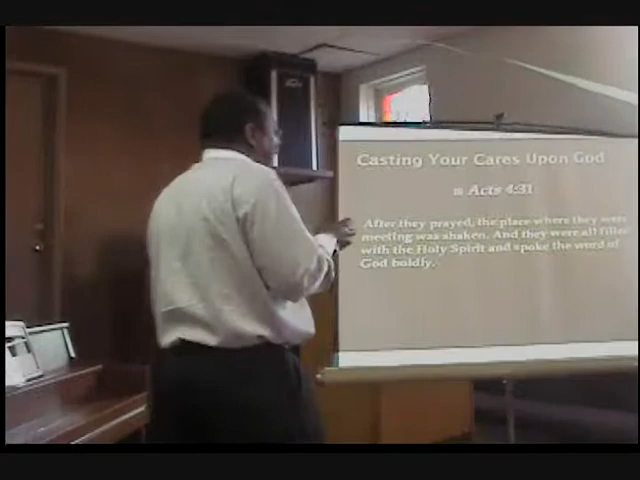 Casting Your Cares Upon God
Acts 4:31
After they prayed, the place where they were
meeting was shaken. And they were all filled
with the Holy Spirit and spoke the word of
God boldly.